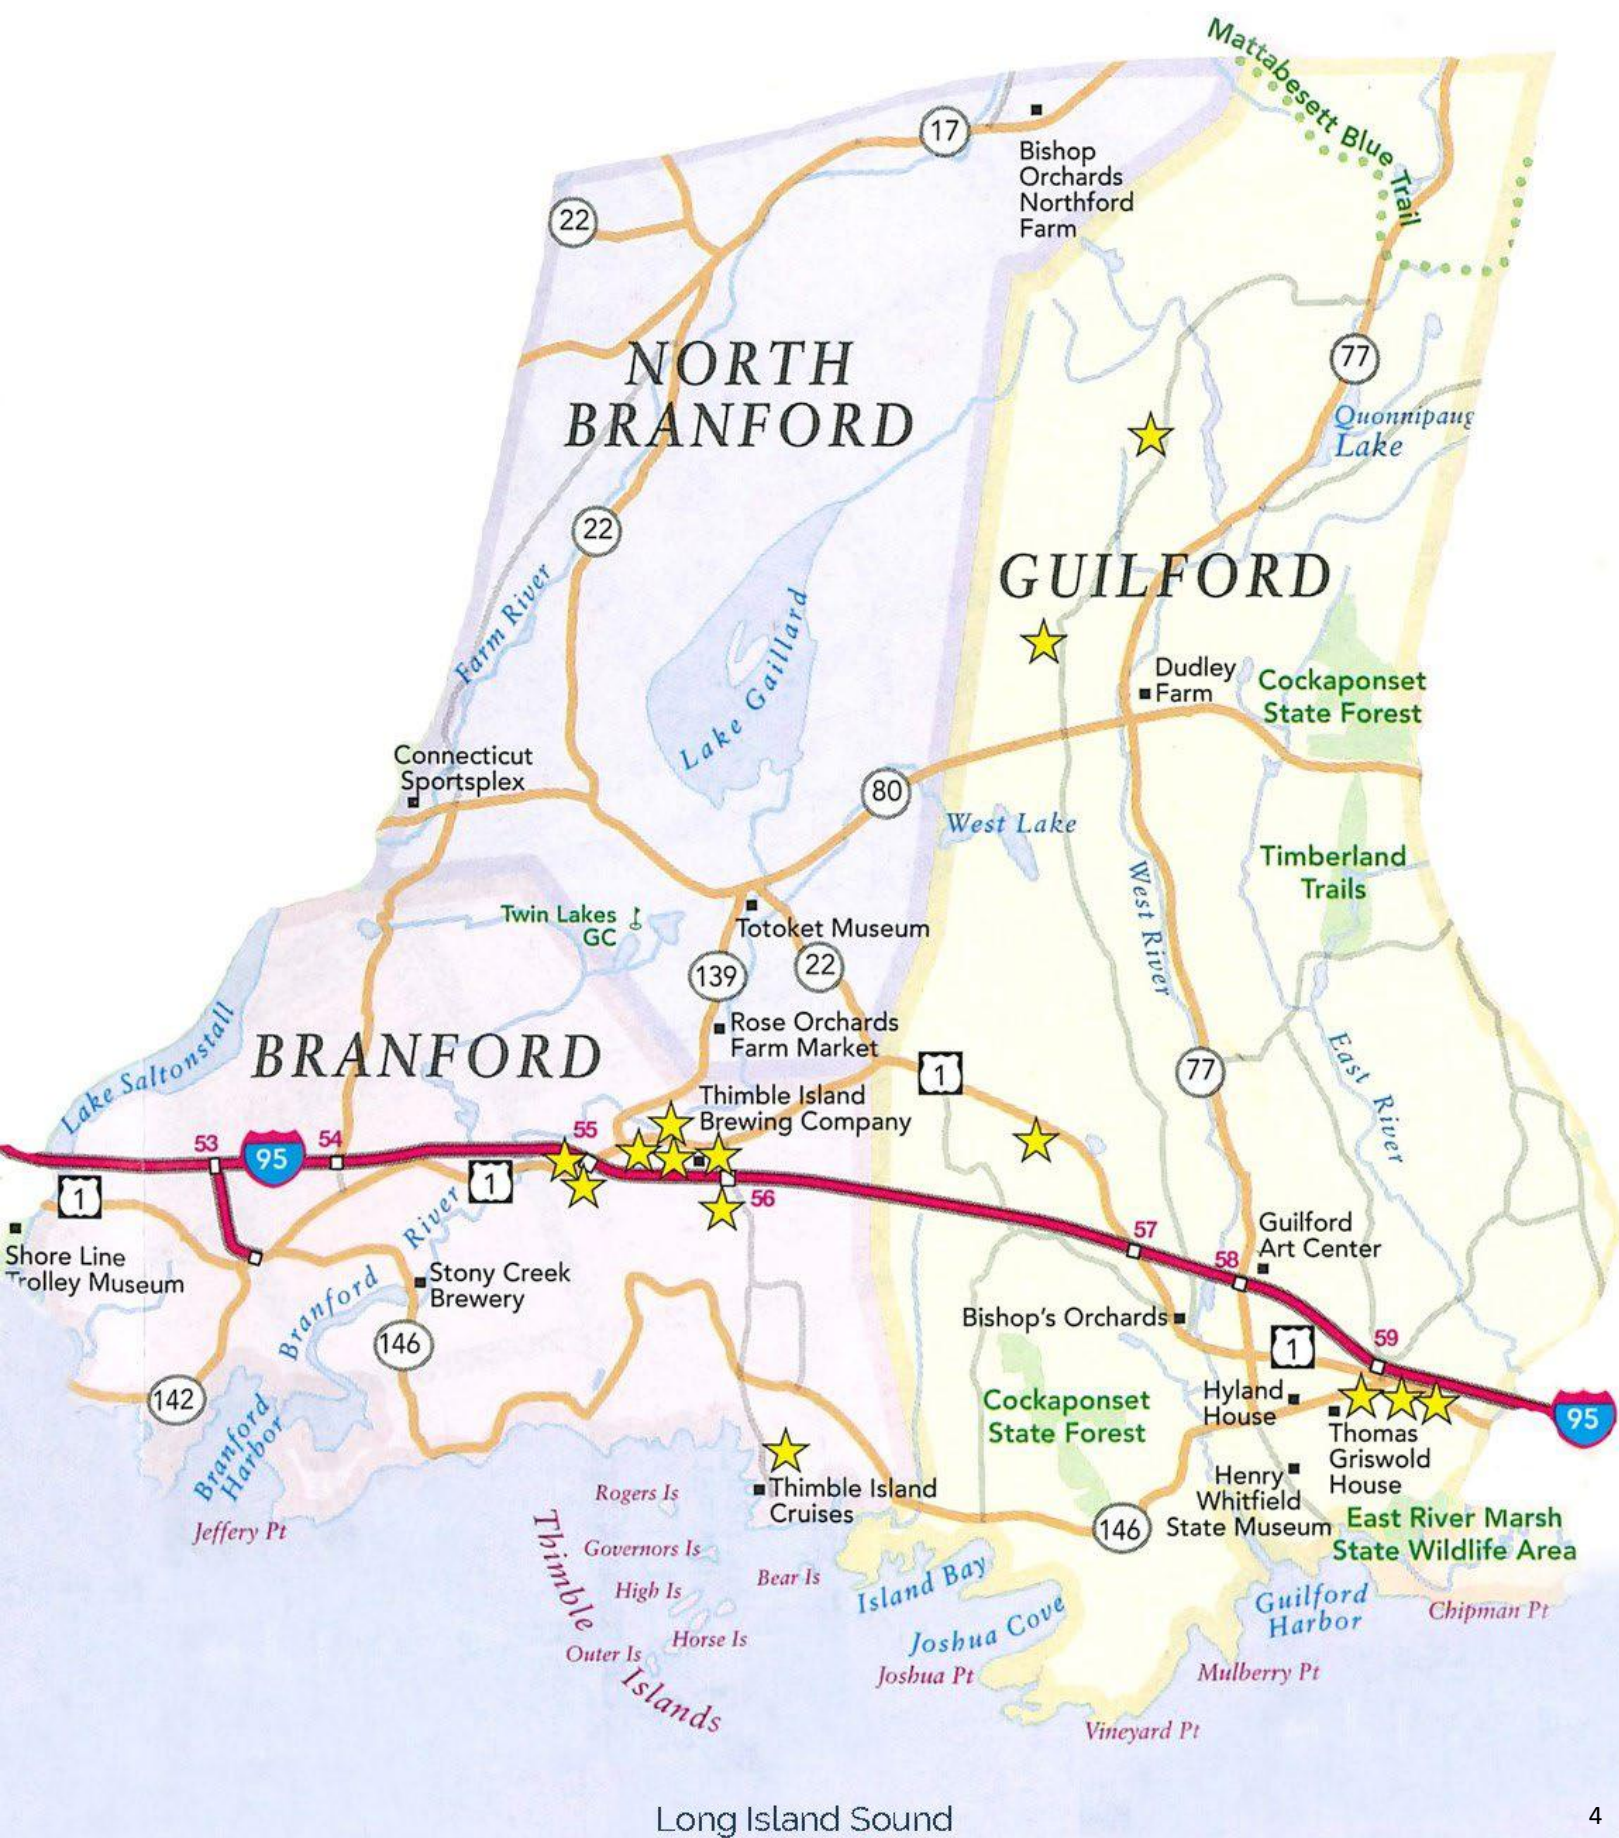 Mattabesett Blue Trail
17
Bishop
Orchards
Northford
Farm
22
NORTH
BRANFORD
77
Quonnipaug
Lake
22
GUILFORD
Farm River
Lake Gaillard
Dudley
Farm
Cockaponset
State Forest
Connecticut
Sportsplex
80
West Lake
Timberland
Trails
West River
Twin Lakes
GC
Totoket Museum
139
22
Rose Orchards
Farm Market
BRANFORD
Lake Saltonstall
1
77
East River
Thimble Island
Brewing Company
53
95
54
55
1
1
56
River
Branford
Shore Line
Trolley Museum
Stony Creek
Brewery
57
58
Guilford
Art Center
Bishop's Orchards
1
59
146
142
Branford
Harbor
Cockaponset
State Forest
Hyland
House
95
Thomas
Griswold
House
Henry
Whitfield
State Museum
Rogers Is
Thimble Island
Cruises
146
East River Marsh
State Wildlife Area
Jeffery Pt
Thimble
Islands
Governors Is
High Is
Bear Is
Horse Is
Outer Is
Island Bay
Joshua Cove
Joshua Pt
Guilford
Harbor
Chipman Pt
Mulberry Pt
Vineyard Pt
Long Island Sound
4